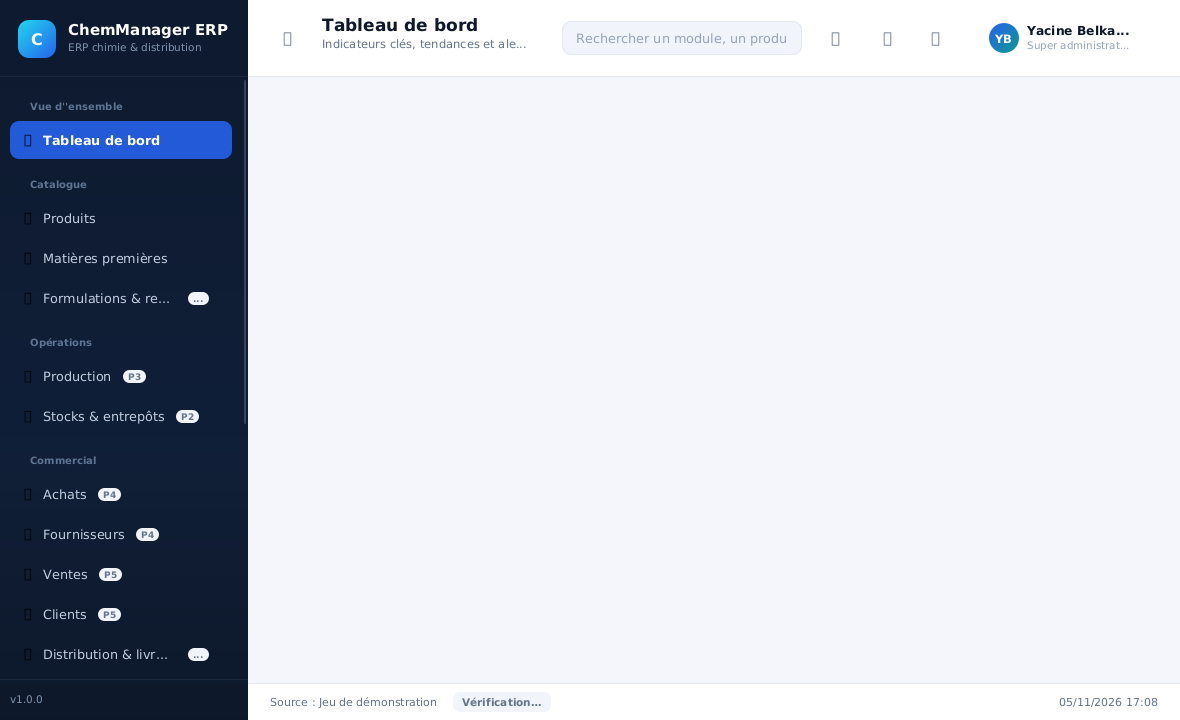 C
ChemManager ERP
ERP chimie & distribution
Vue d''ensemble
Tableau de bord
Catalogue
Produits
Matières premières
Formulations & re... ...
Opérations
Production P3
Stocks & entrepôts P2
Commercial
Achats P4
Fournisseurs P4
Ventes P5
Clients P5
Distribution & livr... ...
v1.0.0
Tableau de bord
Indicateurs clés, tendances et ale...
Rechercher un module, un produ
YB
Yacine Belka...
Super administrat...
Source : Jeu de démonstration
Vérification...
05/11/2026 17:08